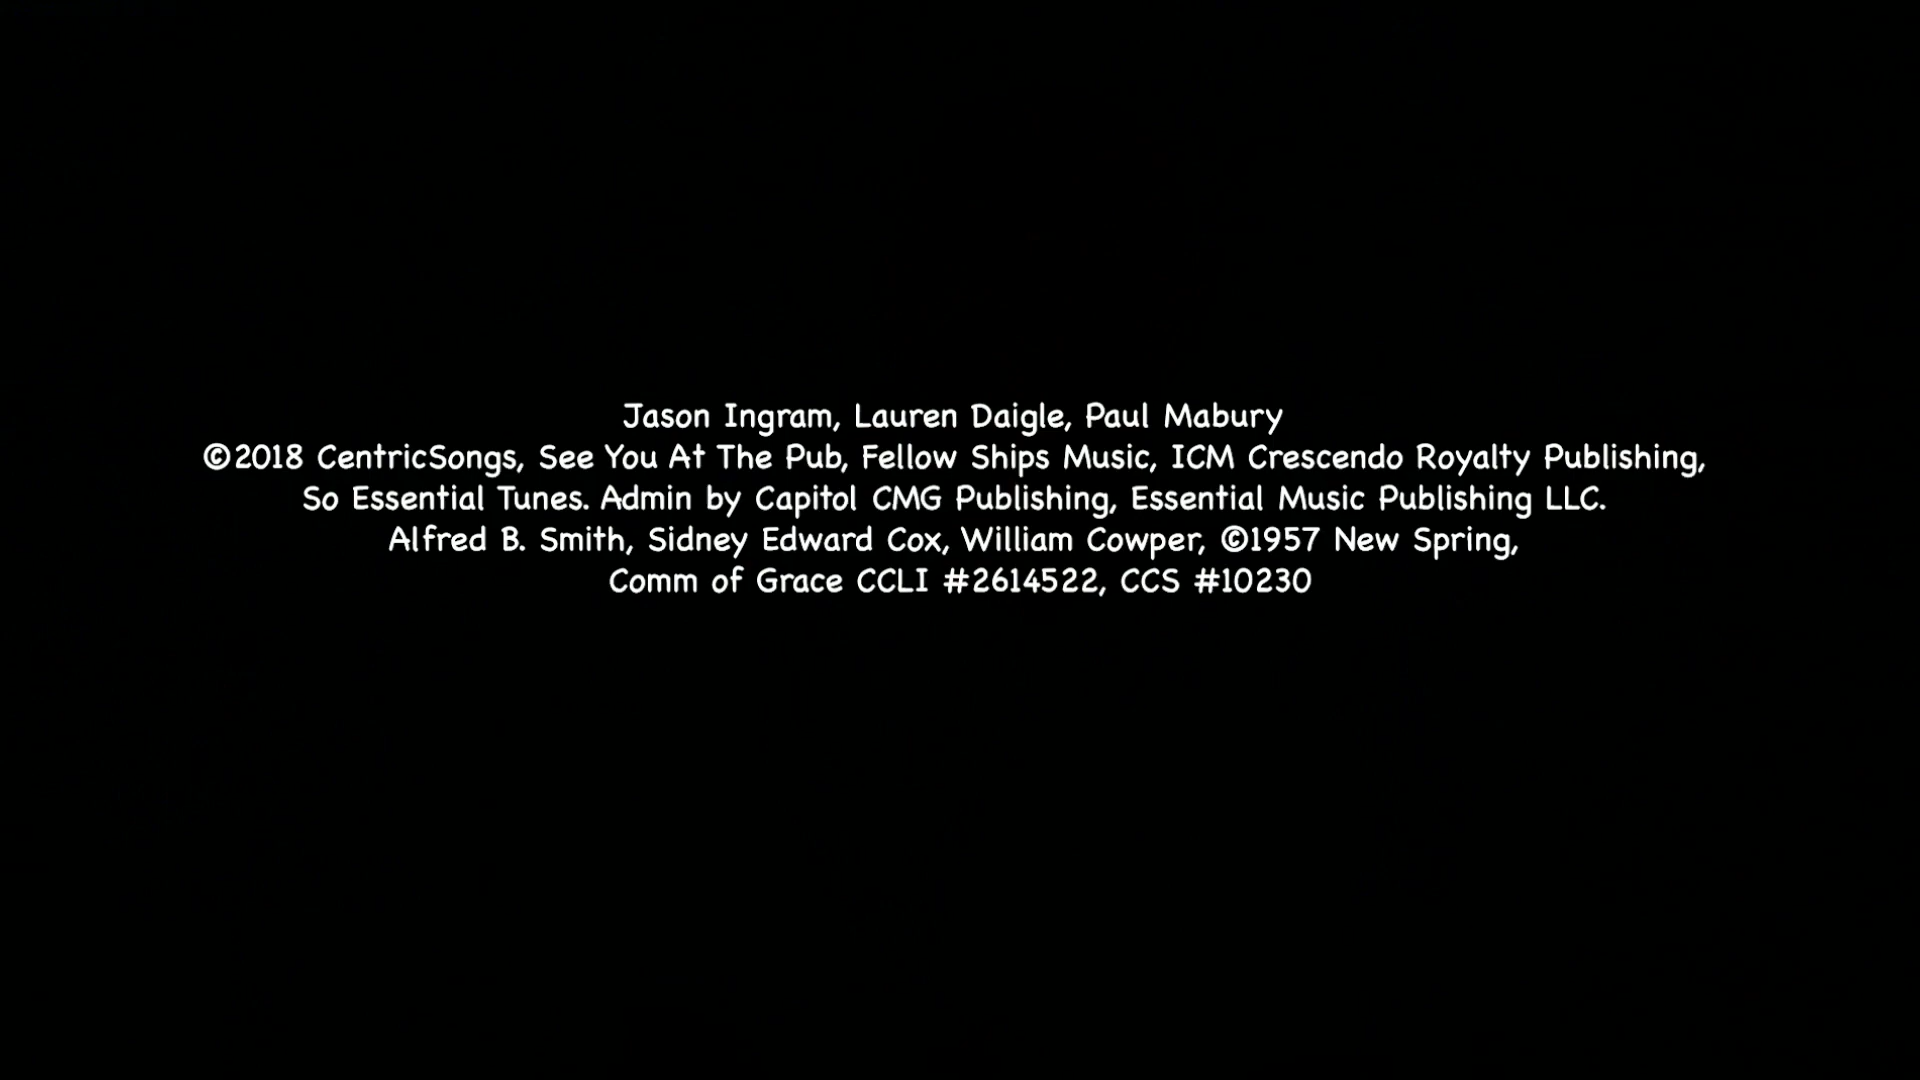 Jason Ingram, Lauren Daigle, Paul Mabury
©2018 CentricSongs, See You At The Pub, Fellow Ships Music, ICM Crescendo Royalty Publishing,
So Essential Tunes. Admin by Capitol CMG Publishing, Essential Music Publishing LLC.
Alfred B. Smith, Sidney Edward Cox, William Cowper, ©1957 New Spring,
Comm of Grace CCLI #2614522, CCS #10230